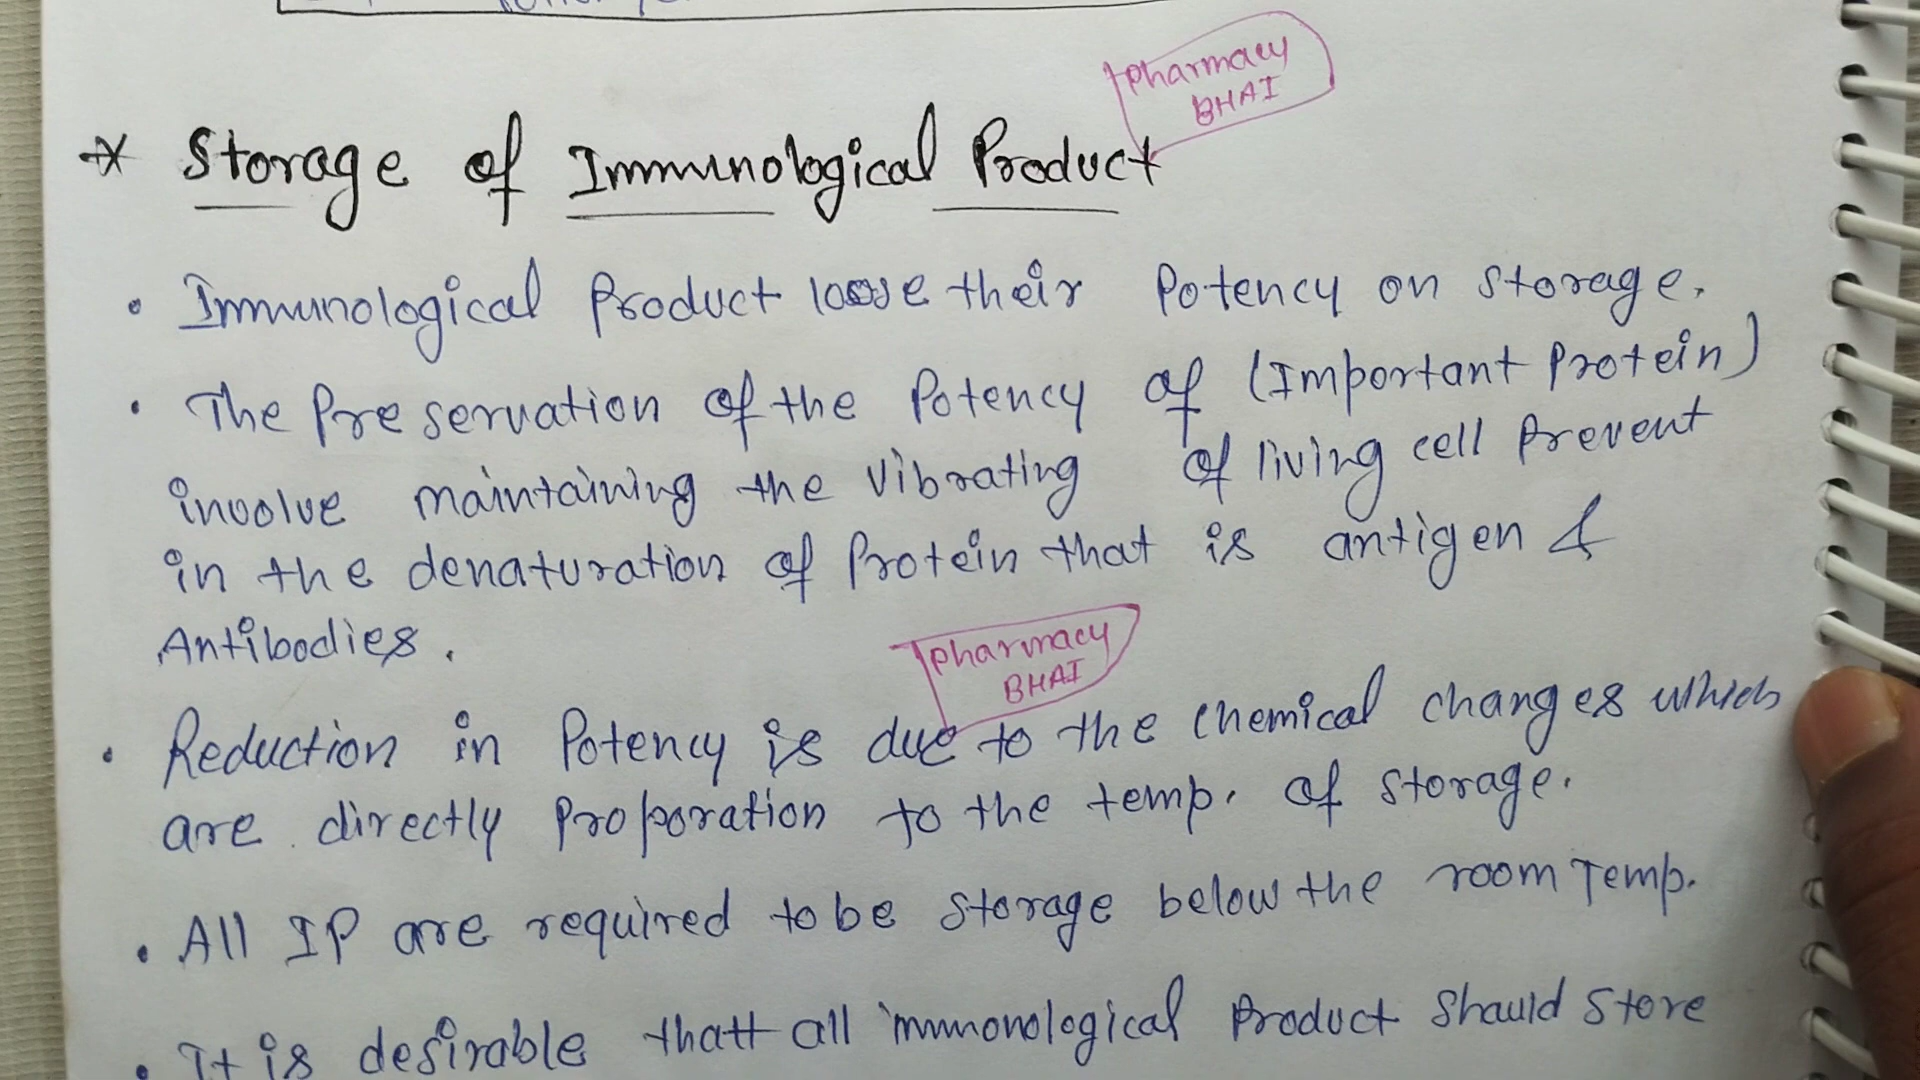 Pharmacy
BHAI
* Storage of Immunological Product
• Immunological Product loose their Potency on storage.
• The Preservation of the Potency of (Important Protein)
involve maintaining the Vibrating of living cell Prevent
in the denaturation of Protein that is antigen &
Antibodies.
Pharmacy
BHAI
• Reduction in Potency is due to the chemical changes which
are directly Proporation to the temp. of storage.
• All IP are required to be storage below the room Temp.
• It is desirable thatt all immonological Product Should Store